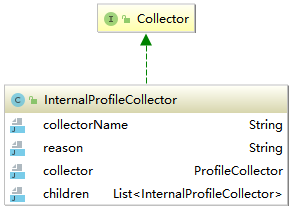 I Collector
C InternalProfileCollector
collectorName String
reason String
collector ProfileCollector
children List<InternalProfileCollector>